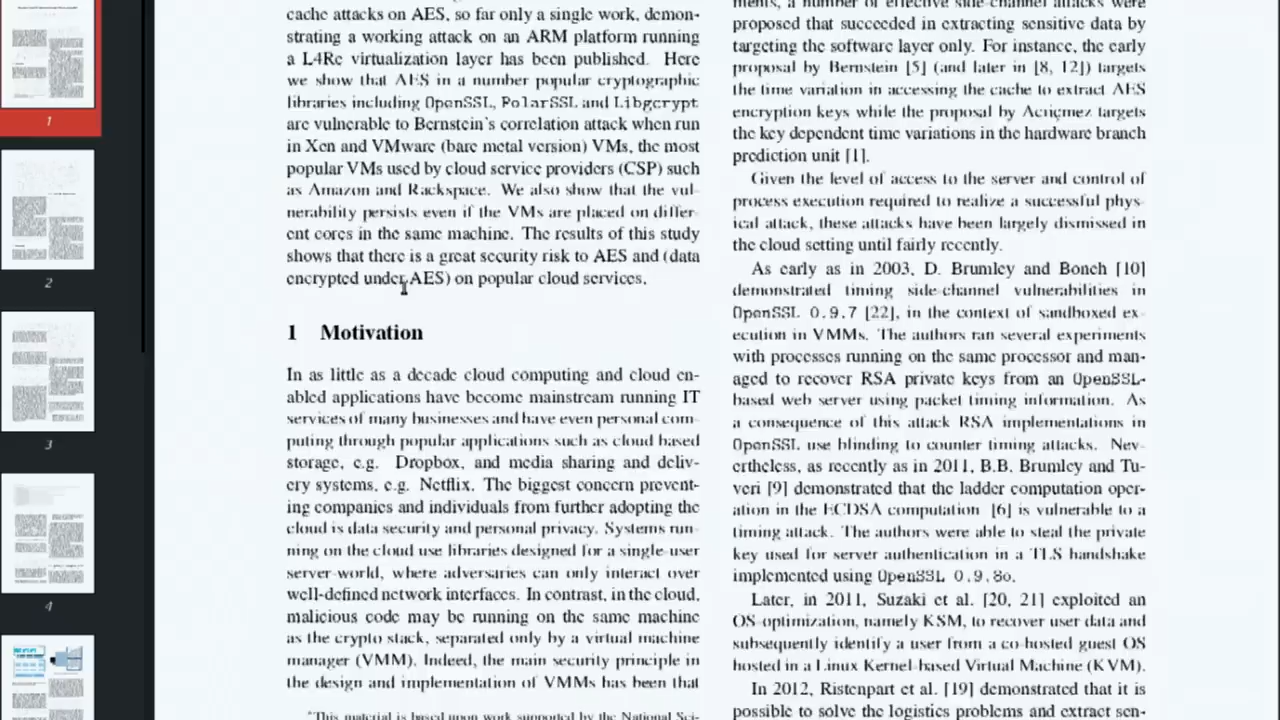 1
2
3
4
cache attacks on AES, so far only a single work, demon-
strating a working attack on an ARM platform running
a L4Re virtualization layer has been published. Here
we show that AES in a number popular cryptographic
libraries including OpenSSL, PolarSSL and Libgcrypt
are vulnerable to Bernstein's correlation attack when run
in Xen and VMware (bare metal version) VMs, the most
popular VMs used by cloud service providers (CSP) such
as Amazon and Rackspace. We also show that the vul-
nerability persists even if the VMs are placed on differ-
ent cores in the same machine. The results of this study
shows that there is a great security risk to AES and (data
encrypted under AES) on popular cloud services.
1 Motivation
In as little as a decade cloud computing and cloud en-
abled applications have become mainstream running IT
services of many businesses and have even personal com-
puting through popular applications such as cloud based
storage, e.g. Dropbox, and media sharing and deliv-
ery systems, e.g. Netflix. The biggest concern prevent-
ing companies and individuals from further adopting the
cloud is data security and personal privacy. Systems run-
ning on the cloud use libraries designed for a single-user
server-world, where adversaries can only interact over
well-defined network interfaces. In contrast, in the cloud,
malicious code may be running on the same machine
as the crypto stack, separated only by a virtual machine
manager (VMM). Indeed, the main security principle in
the design and implementation of VMMs has been that
*This material is based upon work supported by the National Sci-
ments, a number of effective side-channel attacks were
proposed that succeeded in extracting sensitive data by
targeting the software layer only. For instance, the early
proposal by Bernstein [5] (and later in [8, 12]) targets
the time variation in accessing the cache to extract AES
encryption keys while the proposal by Acıiçmez targets
the key dependent time variations in the hardware branch
prediction unit [1].
Given the level of access to the server and control of
process execution required to realize a successful phys-
ical attack, these attacks have been largely dismissed in
the cloud setting until fairly recently.
As early as in 2003, D. Brumley and Boneh [10]
demonstrated timing side-channel vulnerabilities in
OpenSSL 0.9.7 [22], in the context of sandboxed ex-
ecution in VMMs. The authors ran several experiments
with processes running on the same processor and man-
aged to recover RSA private keys from an OpenSSL-
based web server using packet timing information. As
a consequence of this attack RSA implementations in
OpenSSL use blinding to counter timing attacks. Nev-
ertheless, as recently as in 2011, B.B. Brumley and Tu-
veri [9] demonstrated that the ladder computation oper-
ation in the ECDSA computation [6] is vulnerable to a
timing attack. The authors were able to steal the private
key used for server authentication in a TLS handshake
implemented using OpenSSL 0.9.8o.
Later, in 2011, Suzaki et al. [20, 21] exploited an
OS-optimization, namely KSM, to recover user data and
subsequently identify a user from a co-hosted guest OS
hosted in a Linux Kernel-based Virtual Machine (KVM).
In 2012, Ristenpart et al. [19] demonstrated that it is
possible to solve the logistics problems and extract sen-